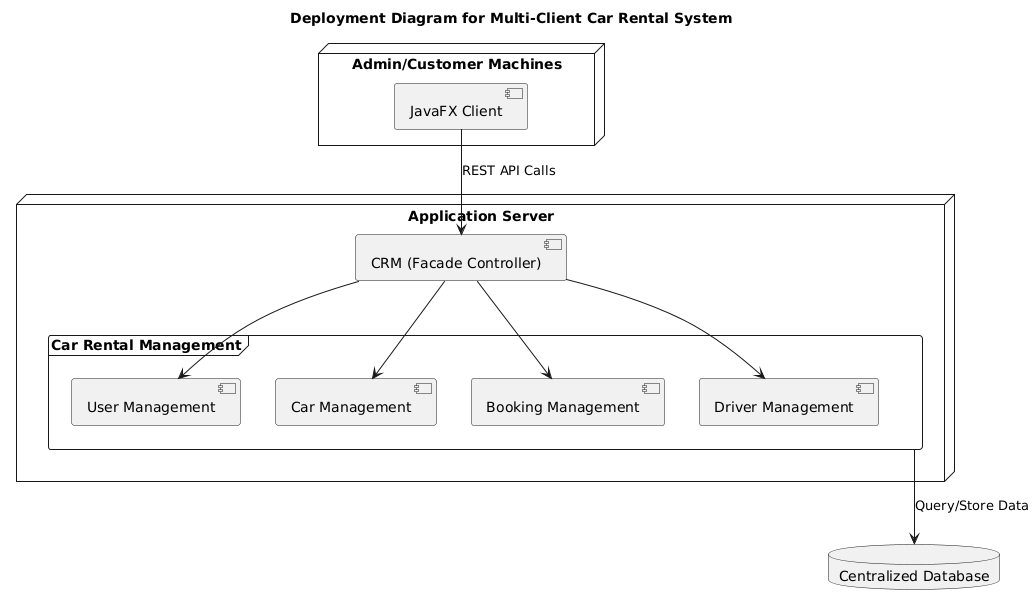 Deployment Diagram for Multi-Client Car Rental System
Admin/Customer Machines
JavaFX Client
REST API Calls
Application Server
CRM (Facade Controller)
Car Rental Management
User Management
Car Management
Booking Management
Driver Management
Query/Store Data
Centralized Database